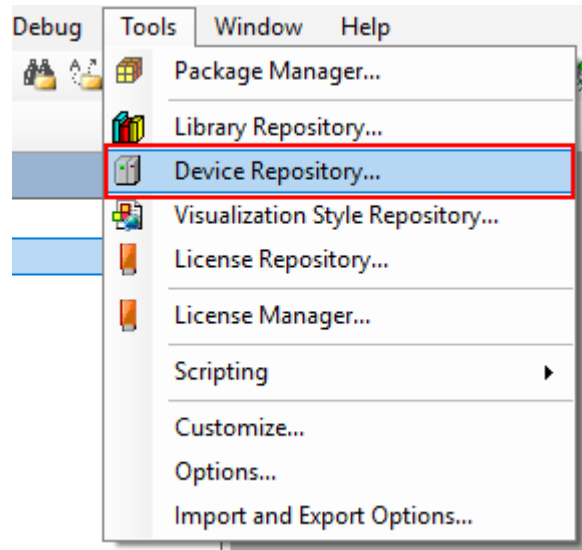 Debug Tools Window Help
Package Manager...
Library Repository...
Device Repository...
Visualization Style Repository...
License Repository...
License Manager...
Scripting
Customize...
Options...
Import and Export Options...